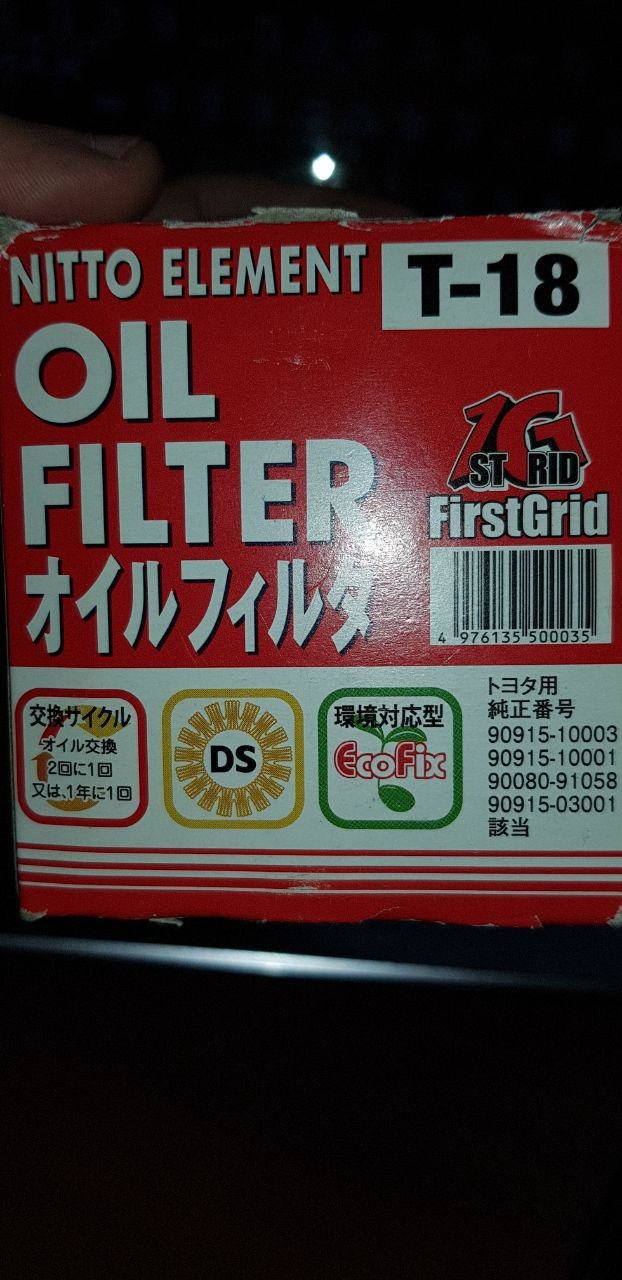 NITTO ELEMENT
T-18
OIL
FILTER
オイルフィルタ
1G
ST RID
FirstGrid
4 976135 500035
交換サイクル
オイル交換
2回に1回
又は、1年に1回
DS
環境対応型
EcoFix
トヨタ用
純正番号
90915-10003
90915-10001
90080-91058
90915-03001
該当